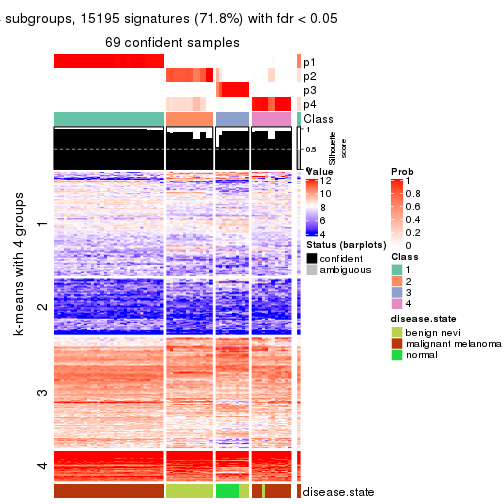 subgroups, 15195 signatures (71.8%) with fdr < 0.05
69 confident samples
p1
p2
p3
p4
Class
1
0.5
0
Silhouette
score
k-means with 4 groups
1
2
3
4
disease.state
Value
12
10
8
6
4
Status (barplots)
confident
ambiguous
Prob
1
0.8
0.6
0.4
0.2
0
Class
1
2
3
4
disease.state
benign nevi
malignant melanoma
normal